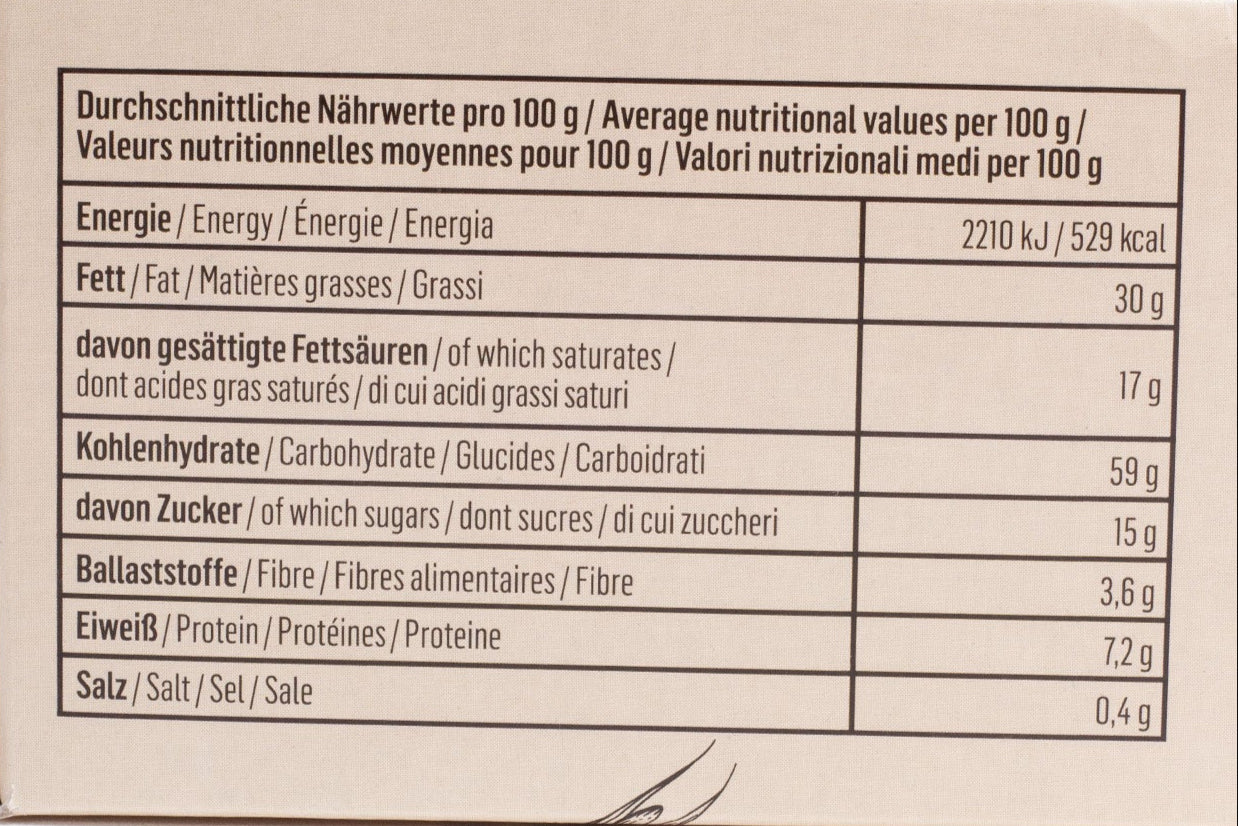 Durchschnittliche Nährwerte pro 100 g / Average nutritional values per 100 g /
Valeurs nutritionnelles moyennes pour 100 g / Valori nutrizionali medi per 100 g
Energie / Energy / Énergie / Energia 2210 kJ / 529 kcal
Fett / Fat / Matières grasses / Grassi 30 g
davon gesättigte Fettsäuren / of which saturates /
dont acides gras saturés / di cui acidi grassi saturi 17 g
Kohlenhydrate / Carbohydrate / Glucides / Carboidrati 59 g
davon Zucker / of which sugars / dont sucres / di cui zuccheri 15 g
Ballaststoffe / Fibre / Fibres alimentaires / Fibre 3,6 g
Eiweiß / Protein / Protéines / Proteine 7,2 g
Salz / Salt / Sel / Sale 0,4 g